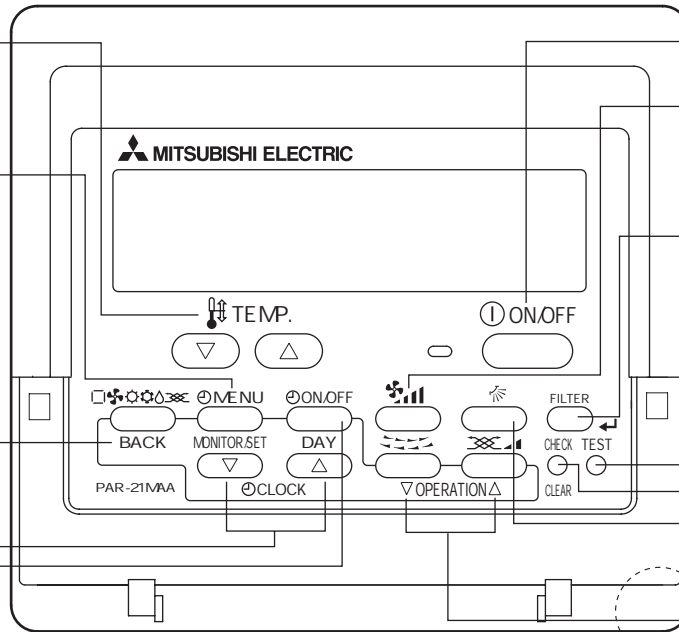 MITSUBISHI ELECTRIC
TEMP.
ON/OFF
MENU
ON/OFF
FILTER
BACK
MONITOR/SET
DAY
CHECK TEST
PAR-21MAA
CLOCK
OPERATION
CLEAR